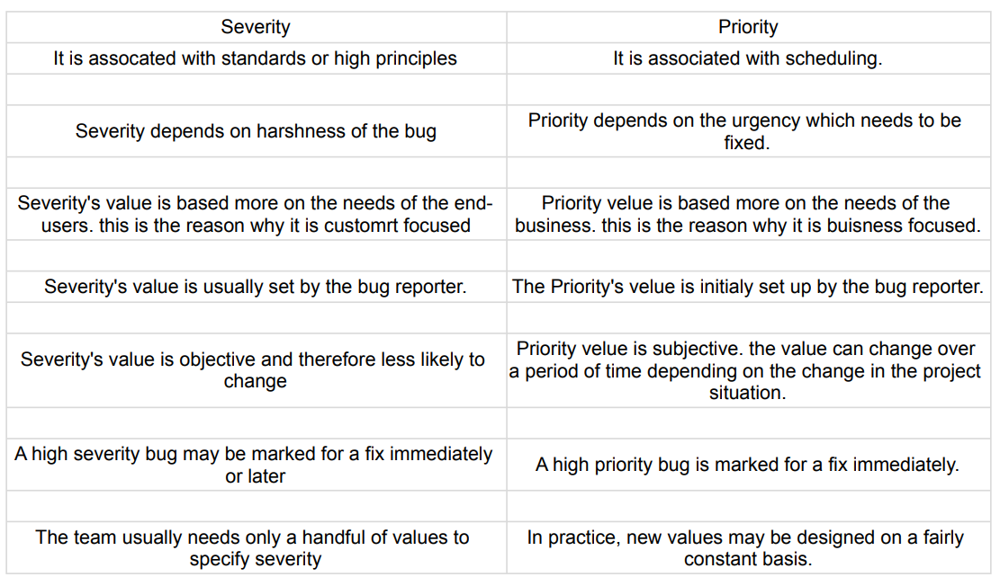 Severity
Priority
It is assocated with standards or high principles
It is associated with scheduling.
Severity depends on harshness of the bug
Priority depends on the urgency which needs to be
fixed.
Severity's value is based more on the needs of the end-
users. this is the reason why it is customrt focused
Priority velue is based more on the needs of the
business. this is the reason why it is buisness focused.
Severity's value is usually set by the bug reporter.
The Priority's velue is initialy set up by the bug reporter.
Severity's value is objective and therefore less likely to
change
Priority velue is subjective. the value can change over
a period of time depending on the change in the project
situation.
A high severity bug may be marked for a fix immediately
or later
A high priority bug is marked for a fix immediately.
The team usually needs only a handful of values to
specify severity
In practice, new values may be designed on a fairly
constant basis.